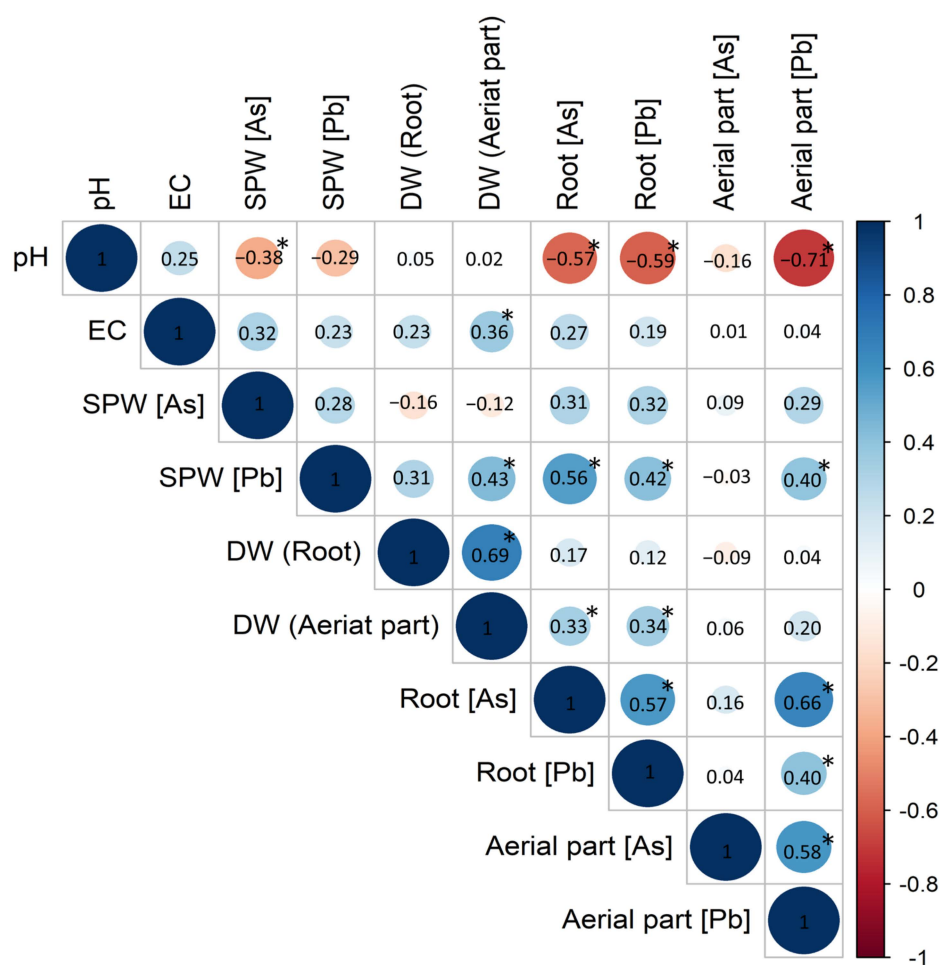 pH
EC
SPW [As]
SPW [Pb]
DW (Root)
DW (Aeriat part)
Root [As]
Root [Pb]
Aerial part [As]
Aerial part [Pb]
pH 1 0.25 −0.38* −0.29 0.05 0.02 −0.57* −0.59* −0.16 −0.71*
EC 1 0.32 0.23 0.23 0.36* 0.27 0.19 0.01 0.04
SPW [As] 1 0.28 −0.16 −0.12 0.31 0.32 0.09 0.29
SPW [Pb] 1 0.31 0.43* 0.56* 0.42* −0.03 0.40*
DW (Root) 1 0.69* 0.17 0.12 −0.09 0.04
DW (Aeriat part) 1 0.33* 0.34* 0.06 0.20
Root [As] 1 0.57* 0.16 0.66*
Root [Pb] 1 0.04 0.40*
Aerial part [As] 1 0.58*
Aerial part [Pb] 1
1
0.8
0.6
0.4
0.2
0
-0.2
-0.4
-0.6
-0.8
-1